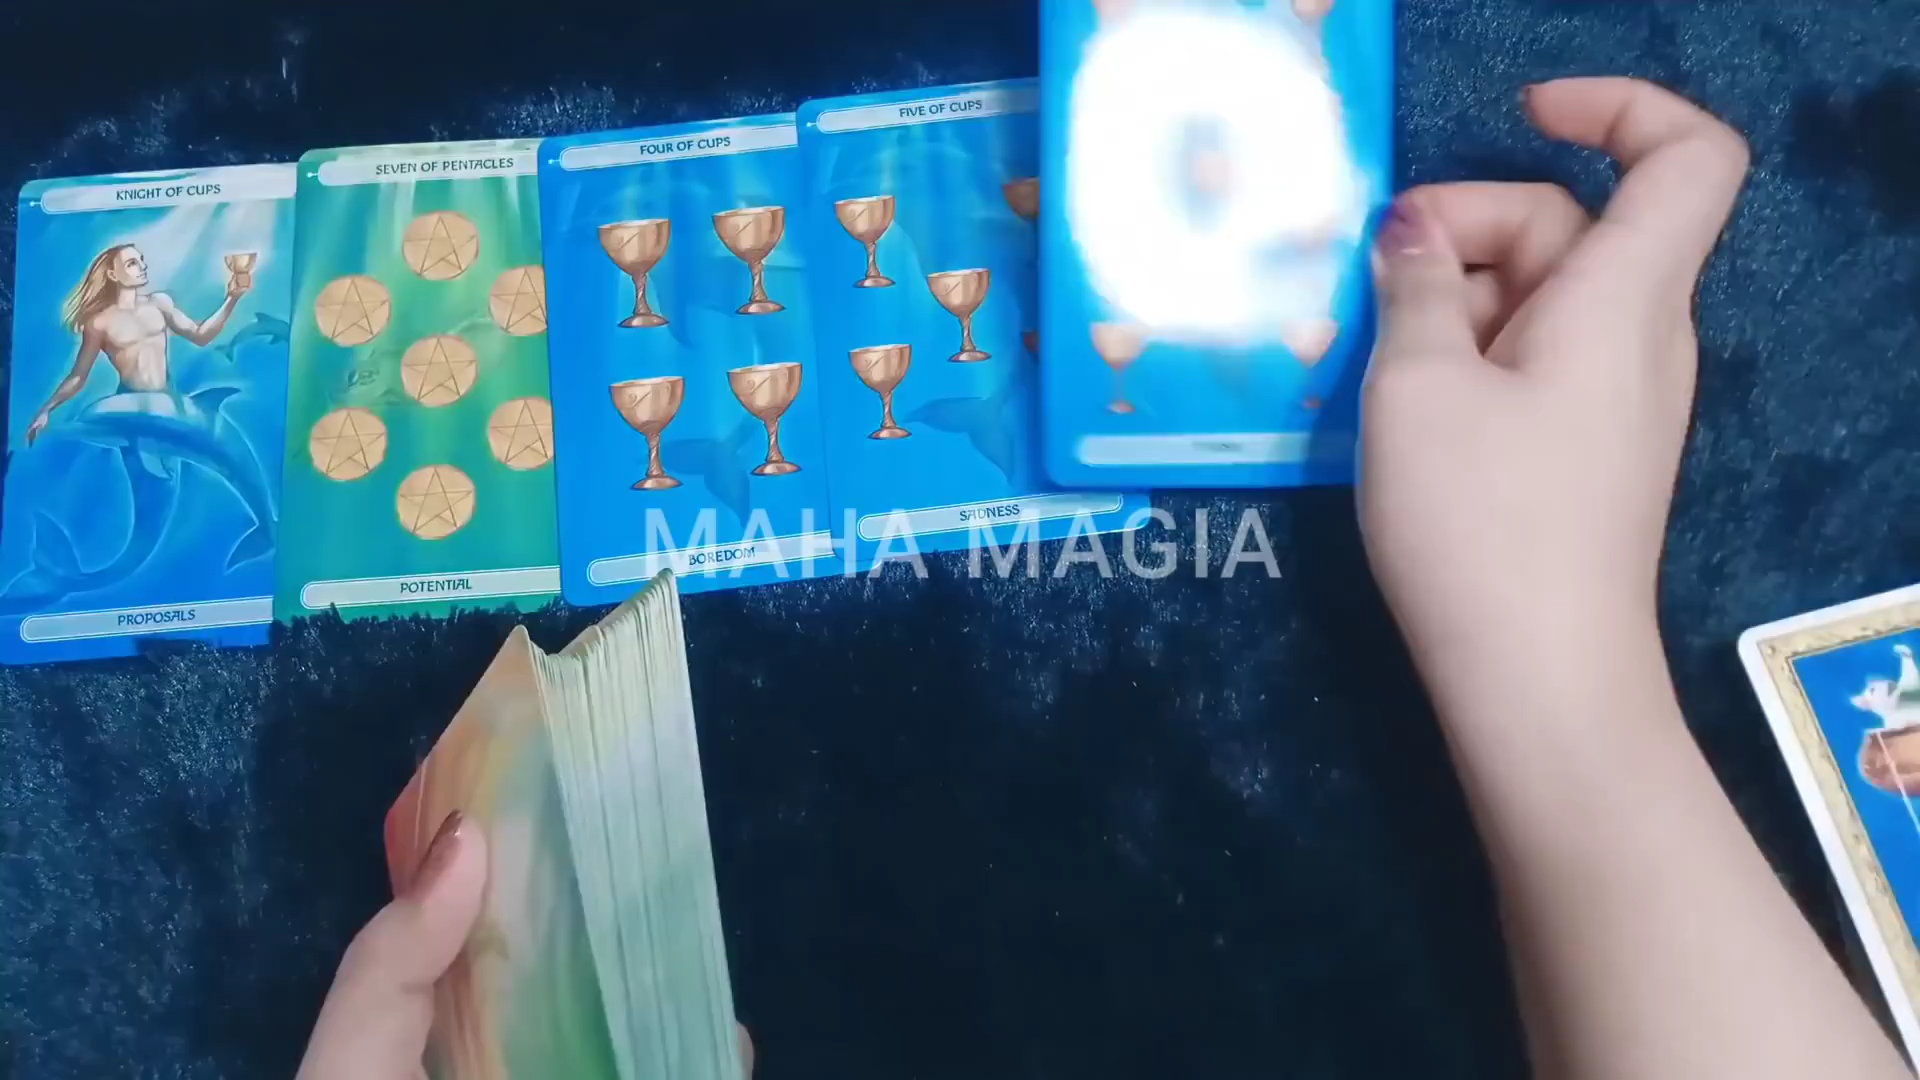 KNIGHT OF CUPS
SEVEN OF PENTACLES
FOUR OF CUPS
FIVE OF CUPS
PROPOSALS
POTENTIAL
BOREDOM
SADNESS
MAHA MAGIA